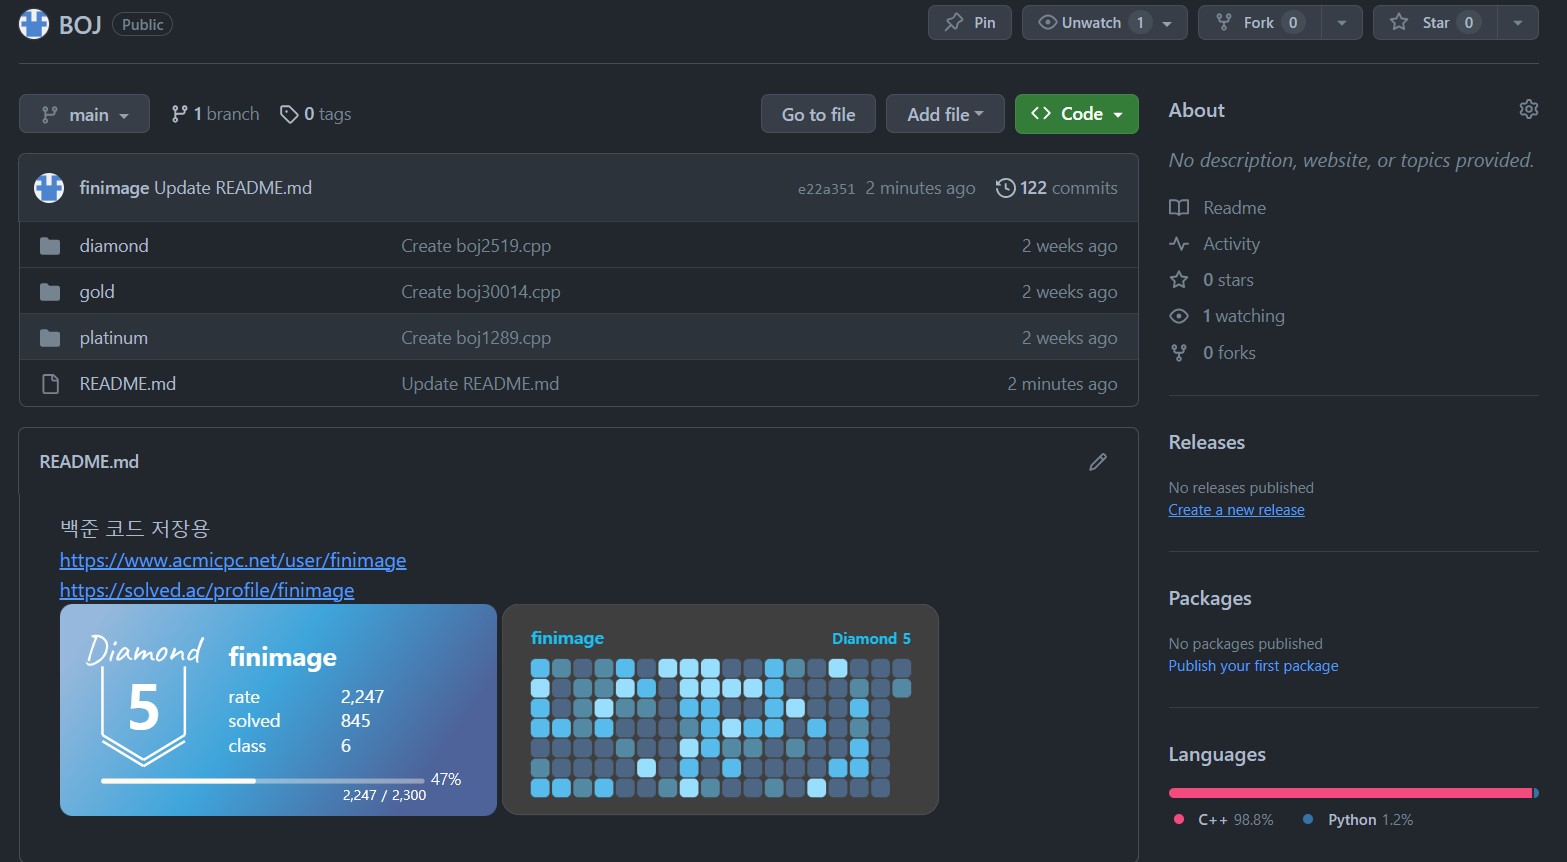 BOJ Public Pin Unwatch 1 Fork 0 Star 0
main 1 branch 0 tags Go to file Add file Code
finimage Update README.md e22a351 2 minutes ago 122 commits
diamond Create boj2519.cpp 2 weeks ago
gold Create boj30014.cpp 2 weeks ago
platinum Create boj1289.cpp 2 weeks ago
README.md Update README.md 2 minutes ago
README.md
백준 코드 저장용
https://www.acmicpc.net/user/finimage
https://solved.ac/profile/finimage
Diamond
5
finimage
rate 2,247
solved 845
class 6
47%
2,247 / 2,300
finimage Diamond 5
About
No description, website, or topics provided.
Readme
Activity
0 stars
1 watching
0 forks
Releases
No releases published
Create a new release
Packages
No packages published
Publish your first package
Languages
C++ 98.8% Python 1.2%